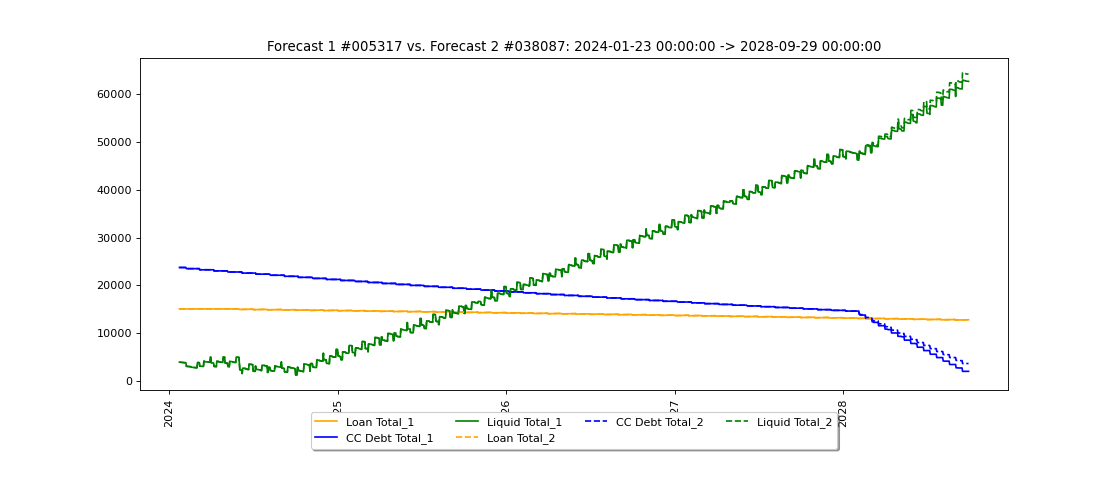 Forecast 1 #005317 vs. Forecast 2 #038087: 2024-01-23 00:00:00 -> 2028-09-29 00:00:00
60000
50000
40000
30000
20000
10000
0
2024
25
26
27
2028
Loan Total_1
Liquid Total_1
CC Debt Total_2
Liquid Total_2
CC Debt Total_1
Loan Total_2